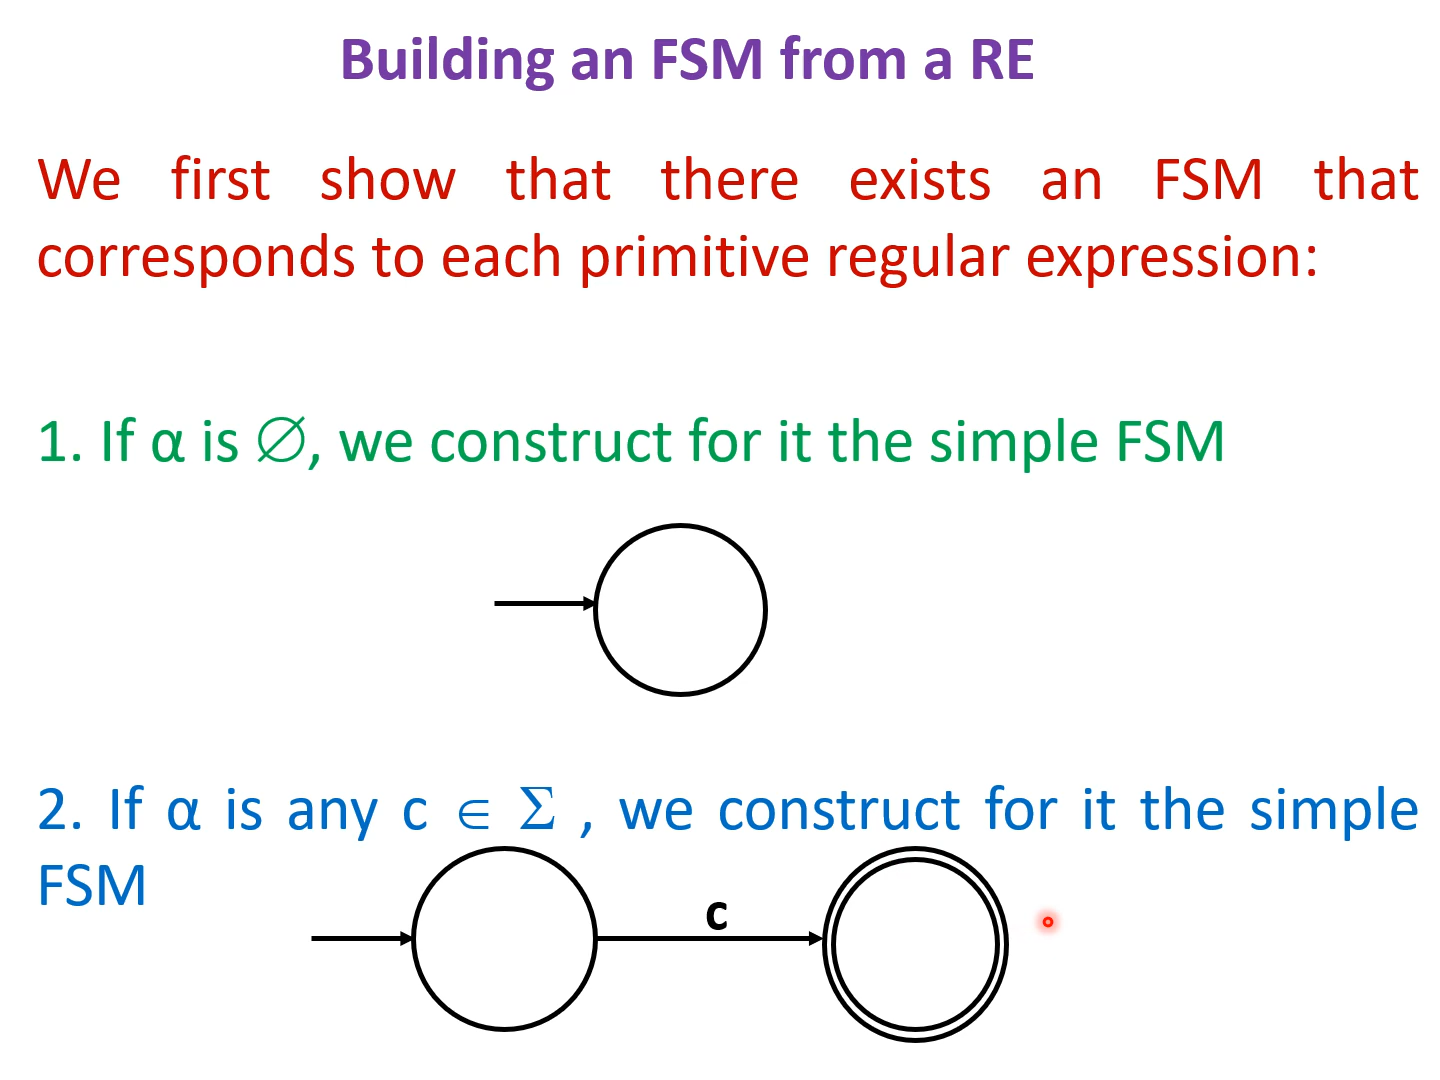 Building an FSM from a RE
We first show that there exists an FSM that
corresponds to each primitive regular expression:
1. If α is ∅, we construct for it the simple FSM
2. If α is any c ∈ Σ , we construct for it the simple
FSM
c